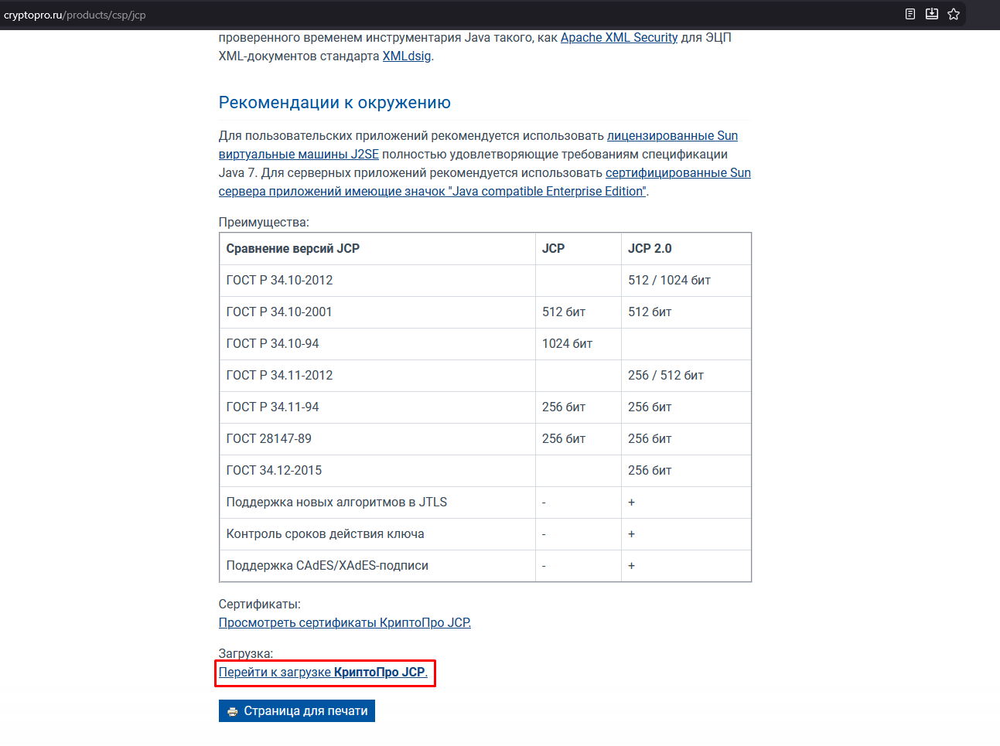 cryptopro.ru/products/csp/jcp
проверенного временем инструментария Java такого, как Apache XML Security для ЭЦП
XML-документов стандарта XMLdsig.
Рекомендации к окружению
Для пользовательских приложений рекомендуется использовать лицензированные Sun
виртуальные машины J2SE полностью удовлетворяющие требованиям спецификации
Java 7. Для серверных приложений рекомендуется использовать сертифицированные Sun
сервера приложений имеющие значок "Java compatible Enterprise Edition".
Преимущества:
Сравнение версий JCP JCP JCP 2.0
ГОСТ Р 34.10-2012 512 / 1024 бит
ГОСТ Р 34.10-2001 512 бит 512 бит
ГОСТ Р 34.10-94 1024 бит
ГОСТ Р 34.11-2012 256 / 512 бит
ГОСТ Р 34.11-94 256 бит 256 бит
ГОСТ 28147-89 256 бит 256 бит
ГОСТ 34.12-2015 256 бит
Поддержка новых алгоритмов в JTLS - +
Контроль сроков действия ключа - +
Поддержка CAdES/XAdES-подписи - +
Сертификаты:
Просмотреть сертификаты КриптоПро JCP.
Загрузка:
Перейти к загрузке КриптоПро JCP.
Страница для печати